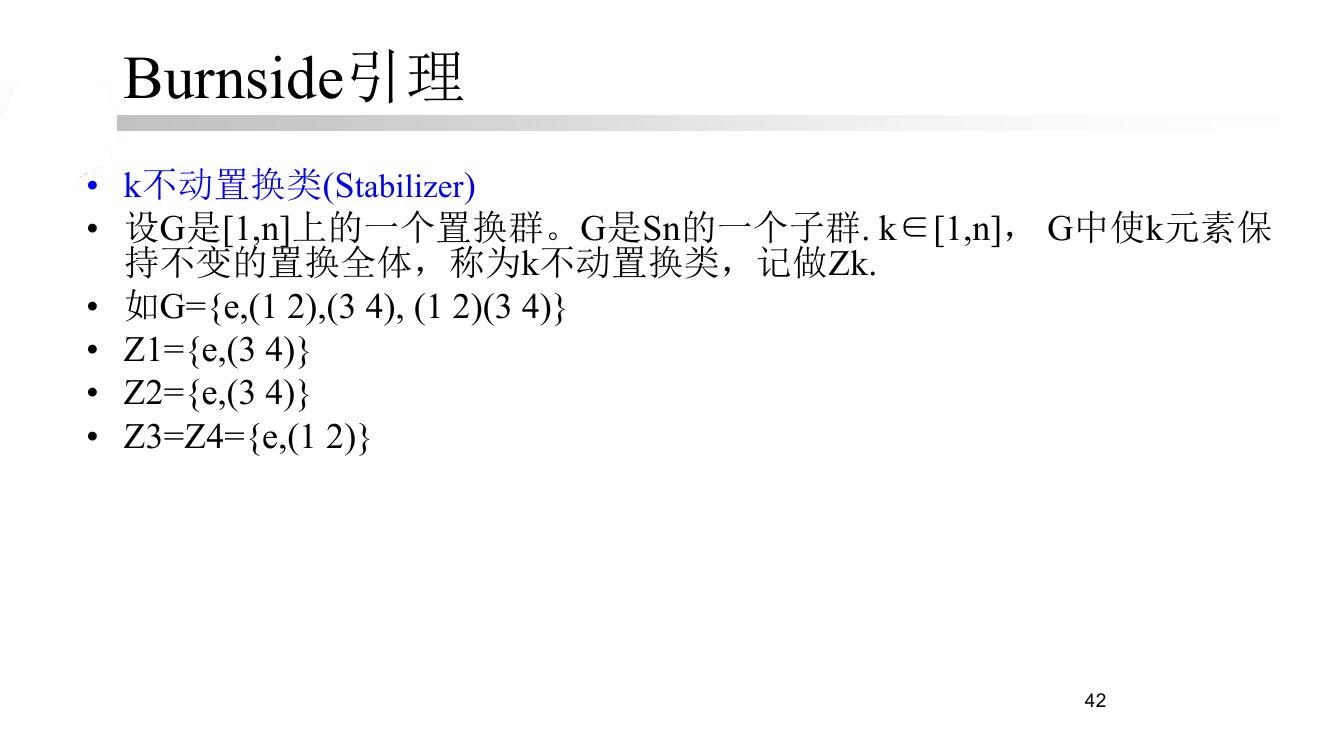 Burnside引理
• k不动置换类(Stabilizer)
• 设G是[1,n]上的一个置换群。G是Sn的一个子群. k∈[1,n]， G中使k元素保
持不变的置换全体，称为k不动置换类，记做Zk.
• 如G={e,(1 2),(3 4), (1 2)(3 4)}
• Z1={e,(3 4)}
• Z2={e,(3 4)}
• Z3=Z4={e,(1 2)}
42